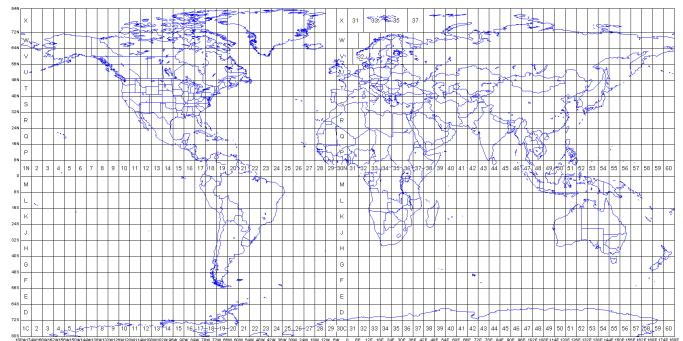 84N
X X 31 33 35 37
72N
W W
64N
V V
56N
U U
48N
T T
40N
S S
32N
R R
24N
Q Q
16N
P P
8N
1N 2 3 4 5 6 7 8 9 10 11 12 13 14 15 16 17 18 19 20 21 22 23 24 25 26 27 28 29 30N 31 32 33 34 35 36 37 38 39 40 41 42 43 44 45 46 47 48 49 50 51 52 53 54 55 56 57 58 59 60
0
M M
8S
L L
16S
K K
24S
J J
32S
H H
40S
G G
48S
F F
56S
E E
64S
D D
72S
1C 2 3 4 5 6 7 8 9 10 11 12 13 14 15 16 17 18 19 20 21 22 23 24 25 26 27 28 29 30C 31 32 33 34 35 36 37 38 39 40 41 42 43 44 45 46 47 48 49 50 51 52 53 54 55 56 57 58 59 60
80S